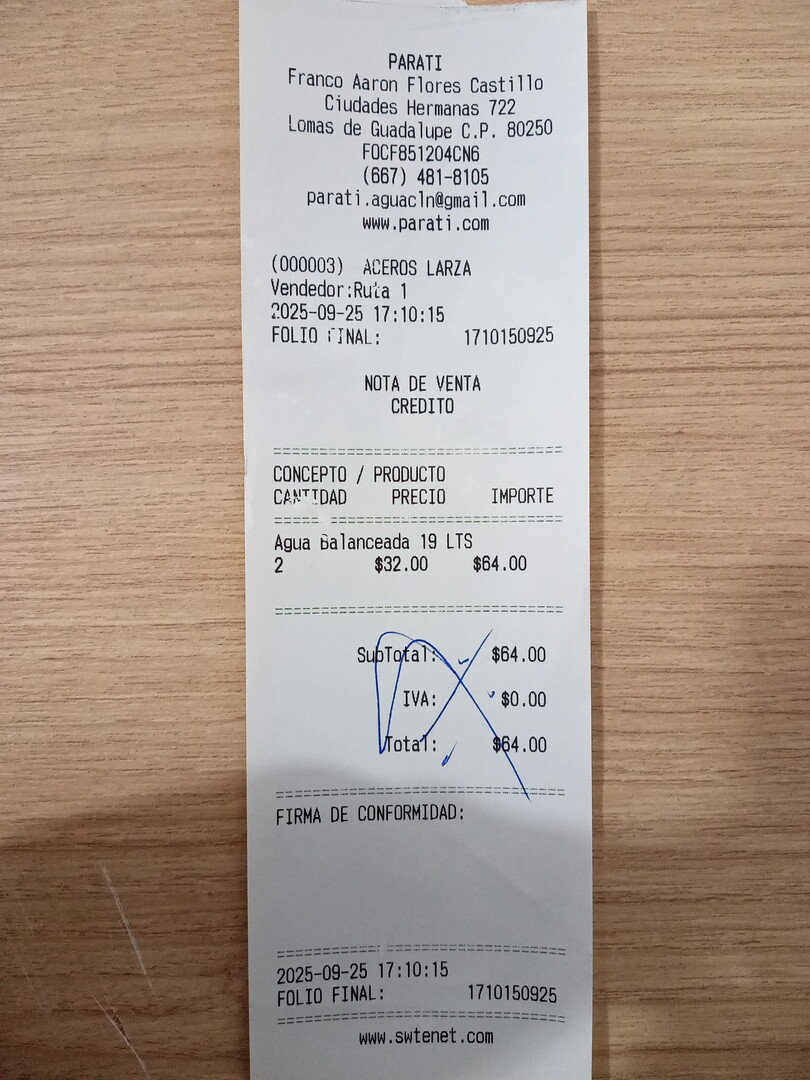 PARATI
Franco Aaron Flores Castillo
Ciudades Hermanas 722
Lomas de Guadalupe C.P. 80250
FOCF851204CN6
(667) 481-8105
parati.aguacln@gmail.com
www.parati.com
(000003) ACEROS LARZA
Vendedor:Ruta 1
2025-09-25 17:10:15
FOLIO FINAL: 1710150925
NOTA DE VENTA
CREDITO
CONCEPTO / PRODUCTO
CANTIDAD PRECIO IMPORTE
Agua Balanceada 19 LTS
2 $32.00 $64.00
SubTotal: $64.00
IVA: $0.00
Total: $64.00
FIRMA DE CONFORMIDAD:
2025-09-25 17:10:15
FOLIO FINAL: 1710150925
www.swtenet.com